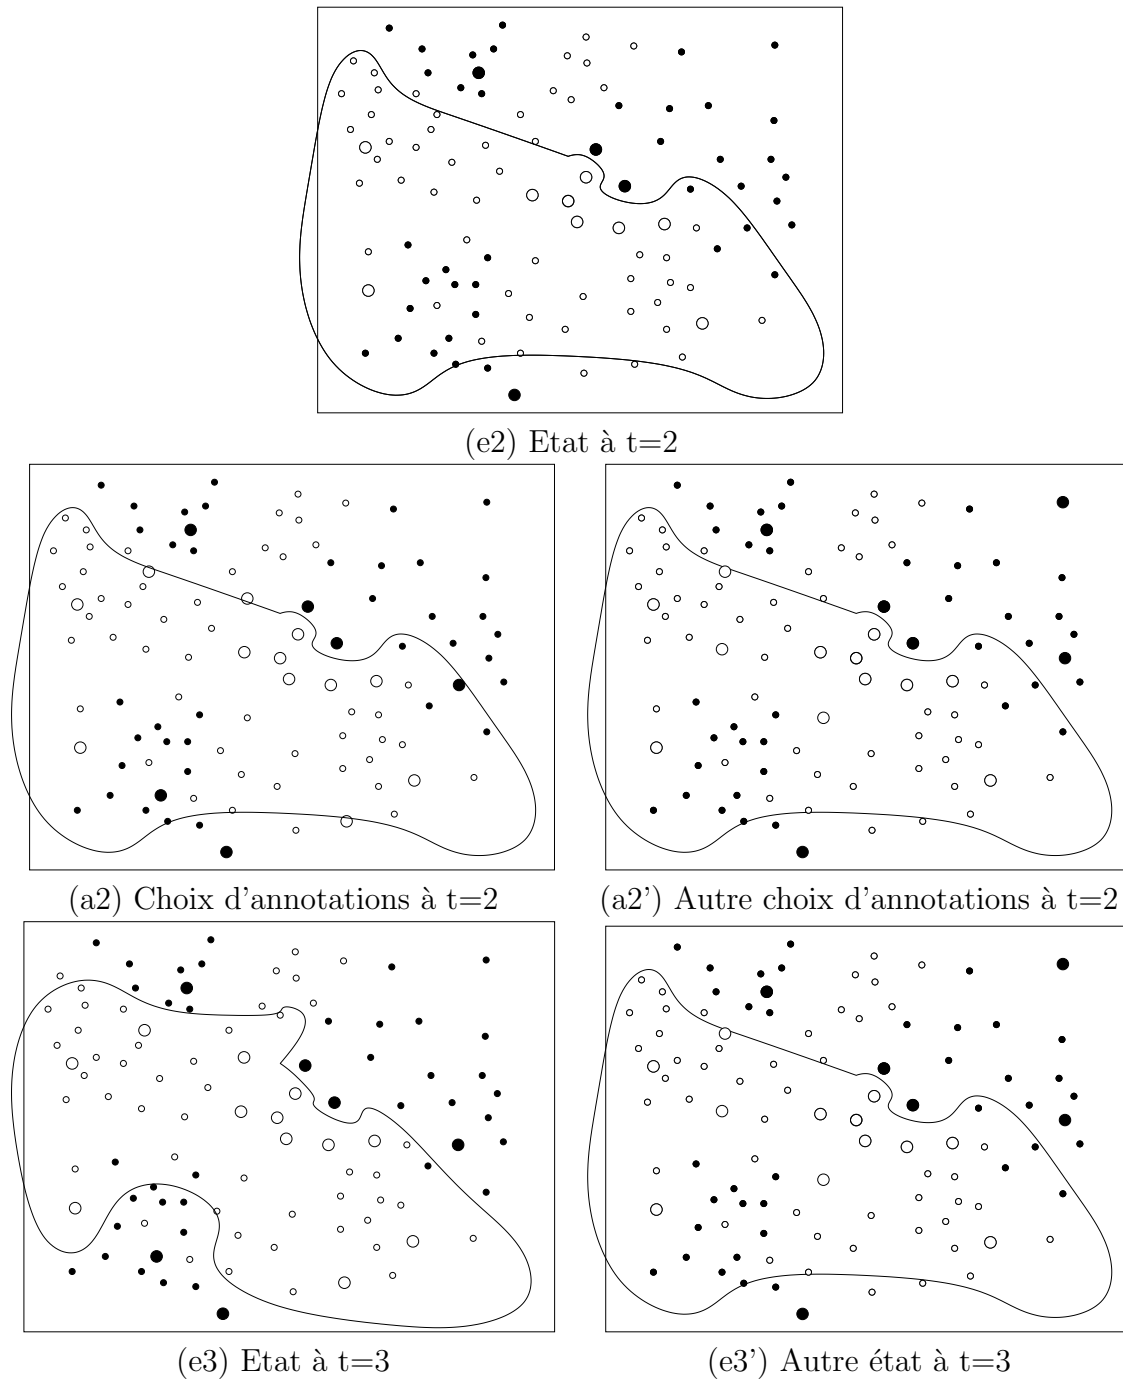 (e2) Etat à t=2
(a2) Choix d'annotations à t=2
(a2') Autre choix d'annotations à t=2
(e3) Etat à t=3
(e3') Autre état à t=3